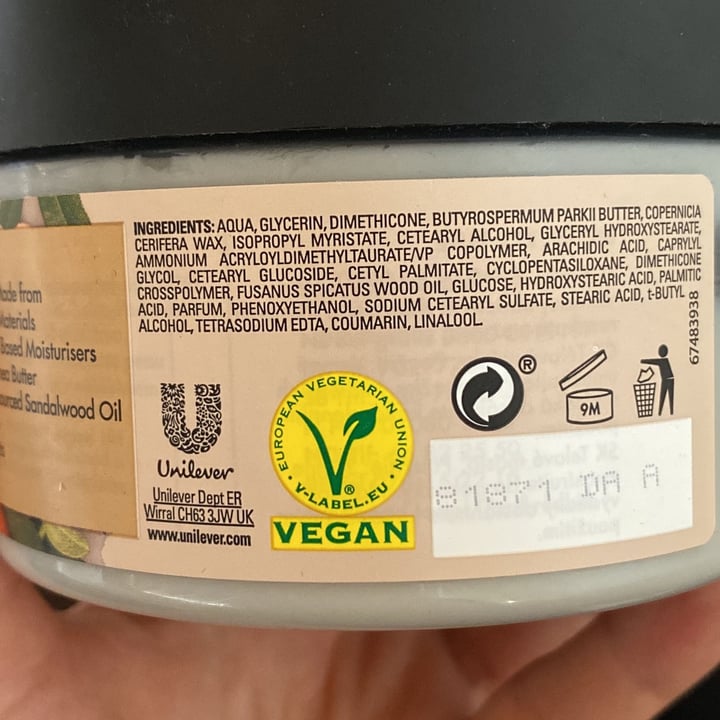 INGREDIENTS: AQUA, GLYCERIN, DIMETHICONE, BUTYROSPERMUM PARKII BUTTER, COPERNICIA
CERIFERA WAX, ISOPROPYL MYRISTATE, CETEARYL ALCOHOL, GLYCERYL HYDROXYSTEARATE,
AMMONIUM ACRYLOYLDIMETHYLTAURATE/VP COPOLYMER, ARACHIDIC ACID, CAPRYLYL
GLYCOL, CETEARYL GLUCOSIDE, CETYL PALMITATE, CYCLOPENTASILOXANE, DIMETHICONE
CROSSPOLYMER, FUSANUS SPICATUS WOOD OIL, GLUCOSE, HYDROXYSTEARIC ACID, PALMITIC
ACID, PARFUM, PHENOXYETHANOL, SODIUM CETEARYL SULFATE, STEARIC ACID, t-BUTYL
ALCOHOL, TETRASODIUM EDTA, COUMARIN, LINALOOL.
67483938
from
Based Moisturisers
Butter
Sandalwood Oil
Unilever
Unilever Dept ER
Wirral CH63 3JW UK
www.unilever.com
EUROPEAN VEGETARIAN UNION
V-LABEL.EU
®
VEGAN
®
9M
81871 DA A